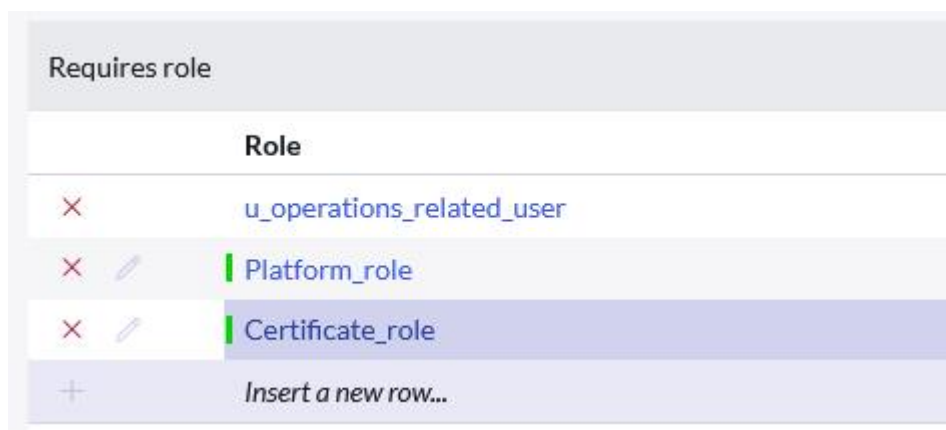 Requires role
Role
u_operations_related_user
Platform_role
Certificate_role
Insert a new row...